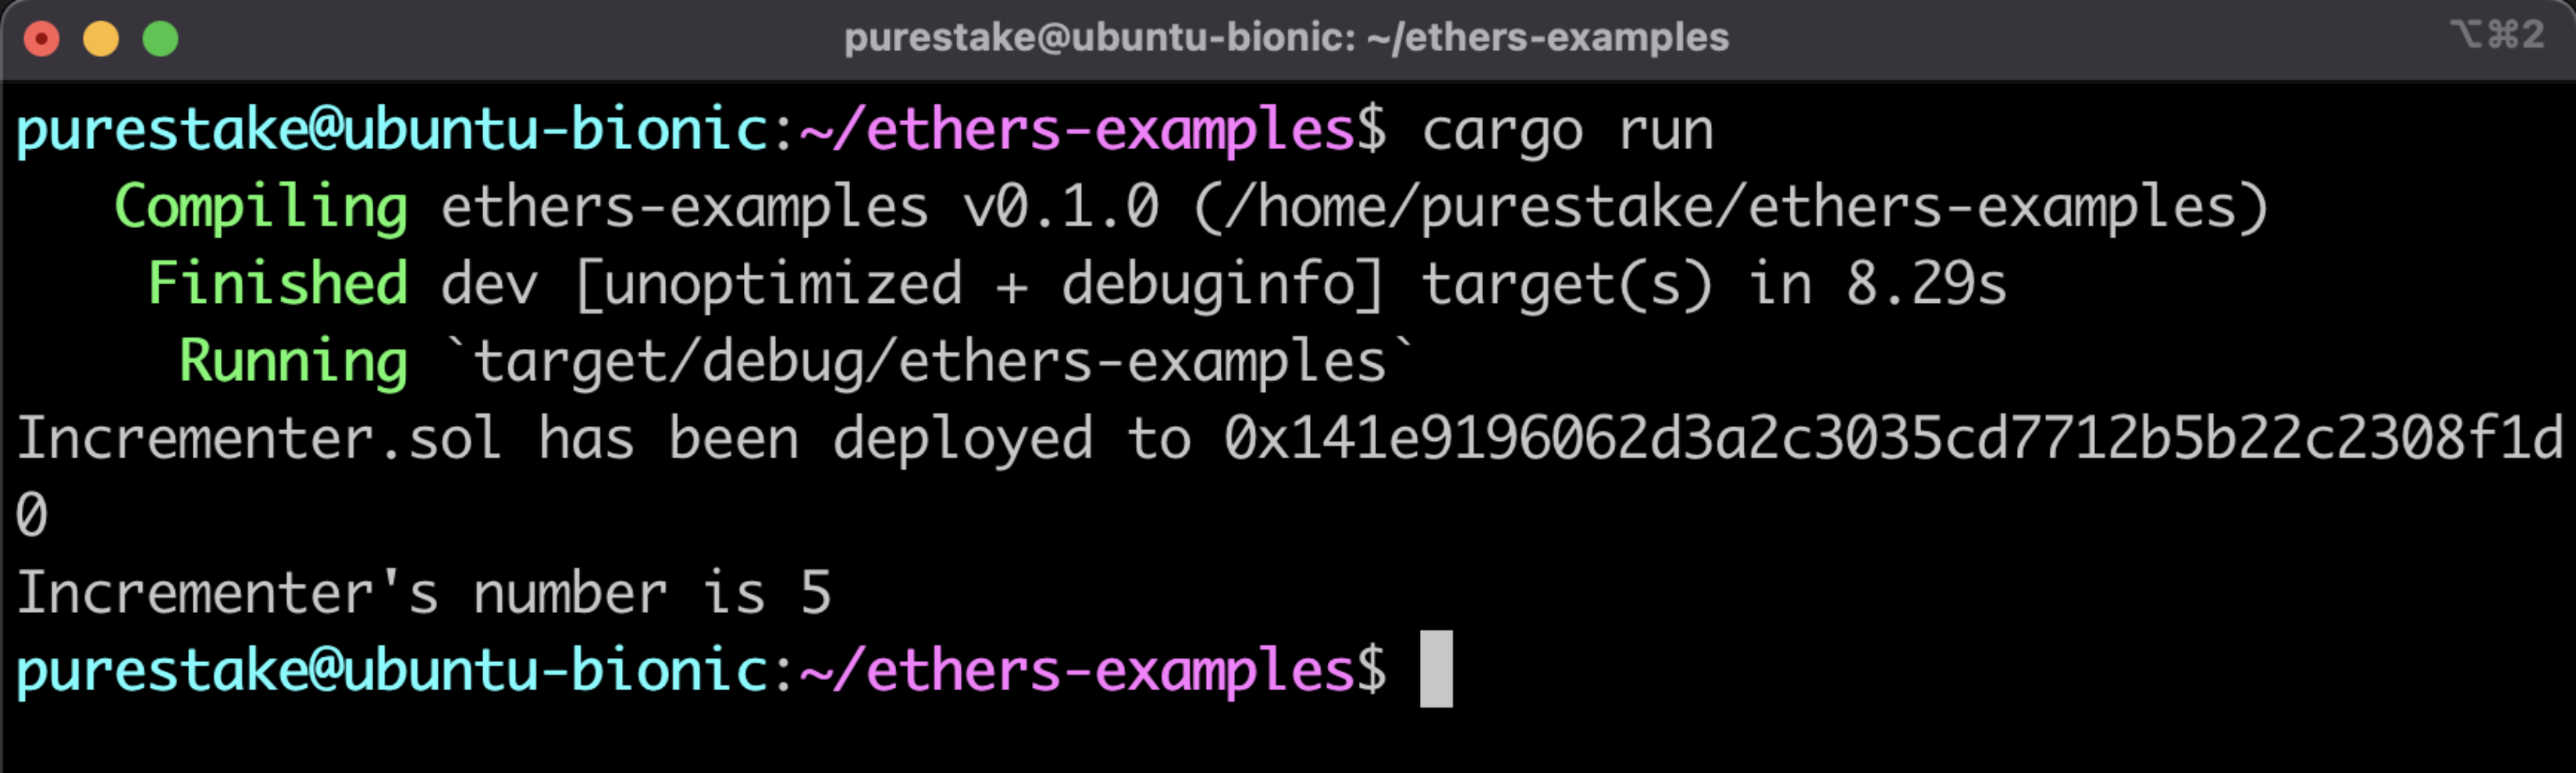 purestake@ubuntu-bionic: ~/ethers-examples
⌥⌘2
purestake@ubuntu-bionic:~/ethers-examples$ cargo run
   Compiling ethers-examples v0.1.0 (/home/purestake/ethers-examples)
    Finished dev [unoptimized + debuginfo] target(s) in 8.29s
     Running `target/debug/ethers-examples`
Incrementer.sol has been deployed to 0x141e9196062d3a2c3035cd7712b5b22c2308f1d
0
Incrementer's number is 5
purestake@ubuntu-bionic:~/ethers-examples$